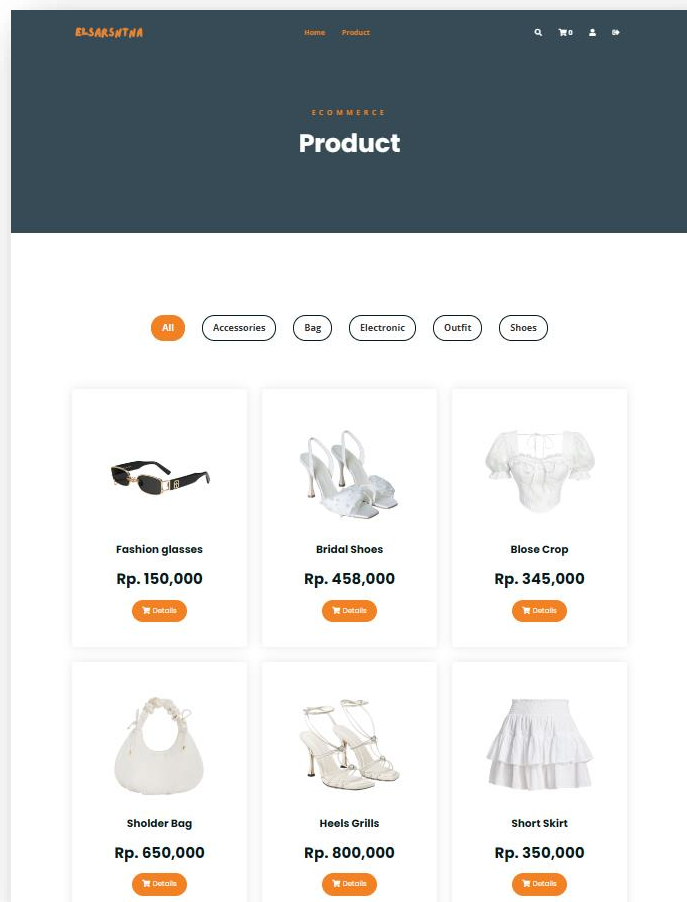 ELSARSNTNA
Home Product
0
ECOMMERCE
Product
All Accessories Bag Electronic Outfit Shoes
Fashion glasses Bridal Shoes Blose Crop
Rp. 150,000 Rp. 458,000 Rp. 345,000
Details Details Details
Sholder Bag Heels Grills Short Skirt
Rp. 650,000 Rp. 800,000 Rp. 350,000
Details Details Details